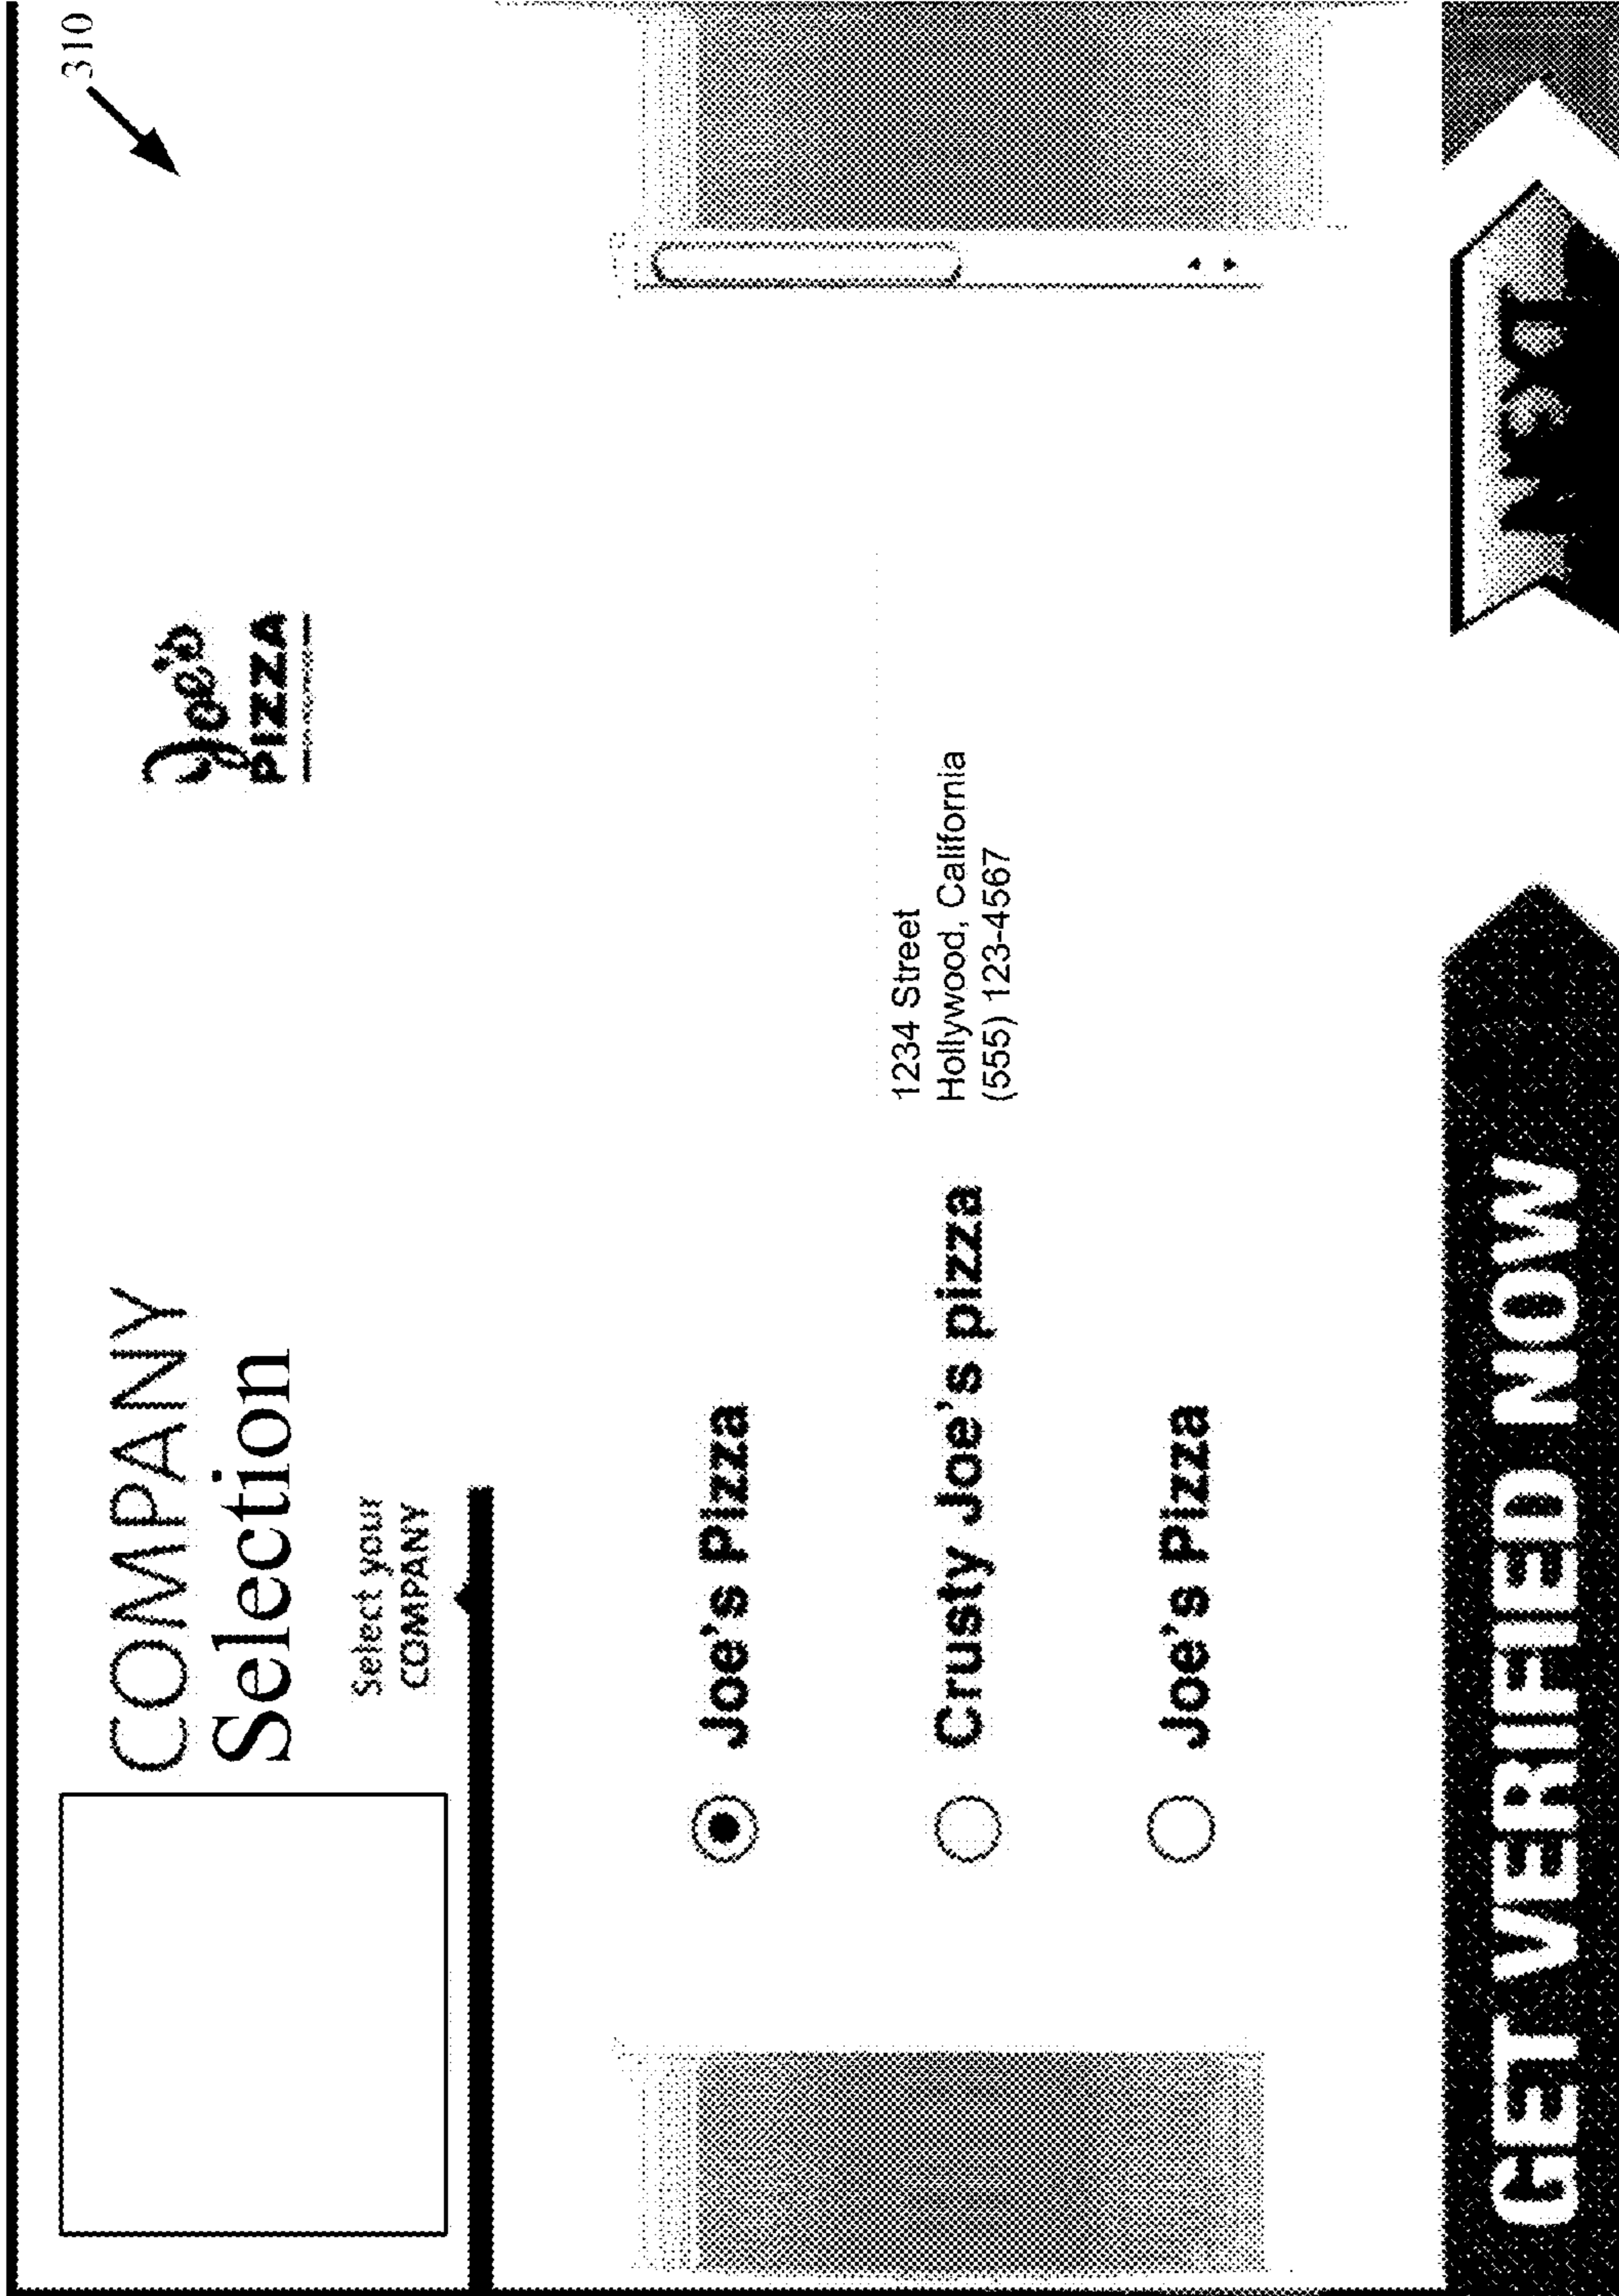 310
COMPANY
Selection
Joe's
PIZZA
Select your
COMPANY
Joe's Pizza
1234 Street
Crusty Joe's pizza
Hollywood, California
(555) 123-4567
Joe's Pizza
GET VERIFIED NOW